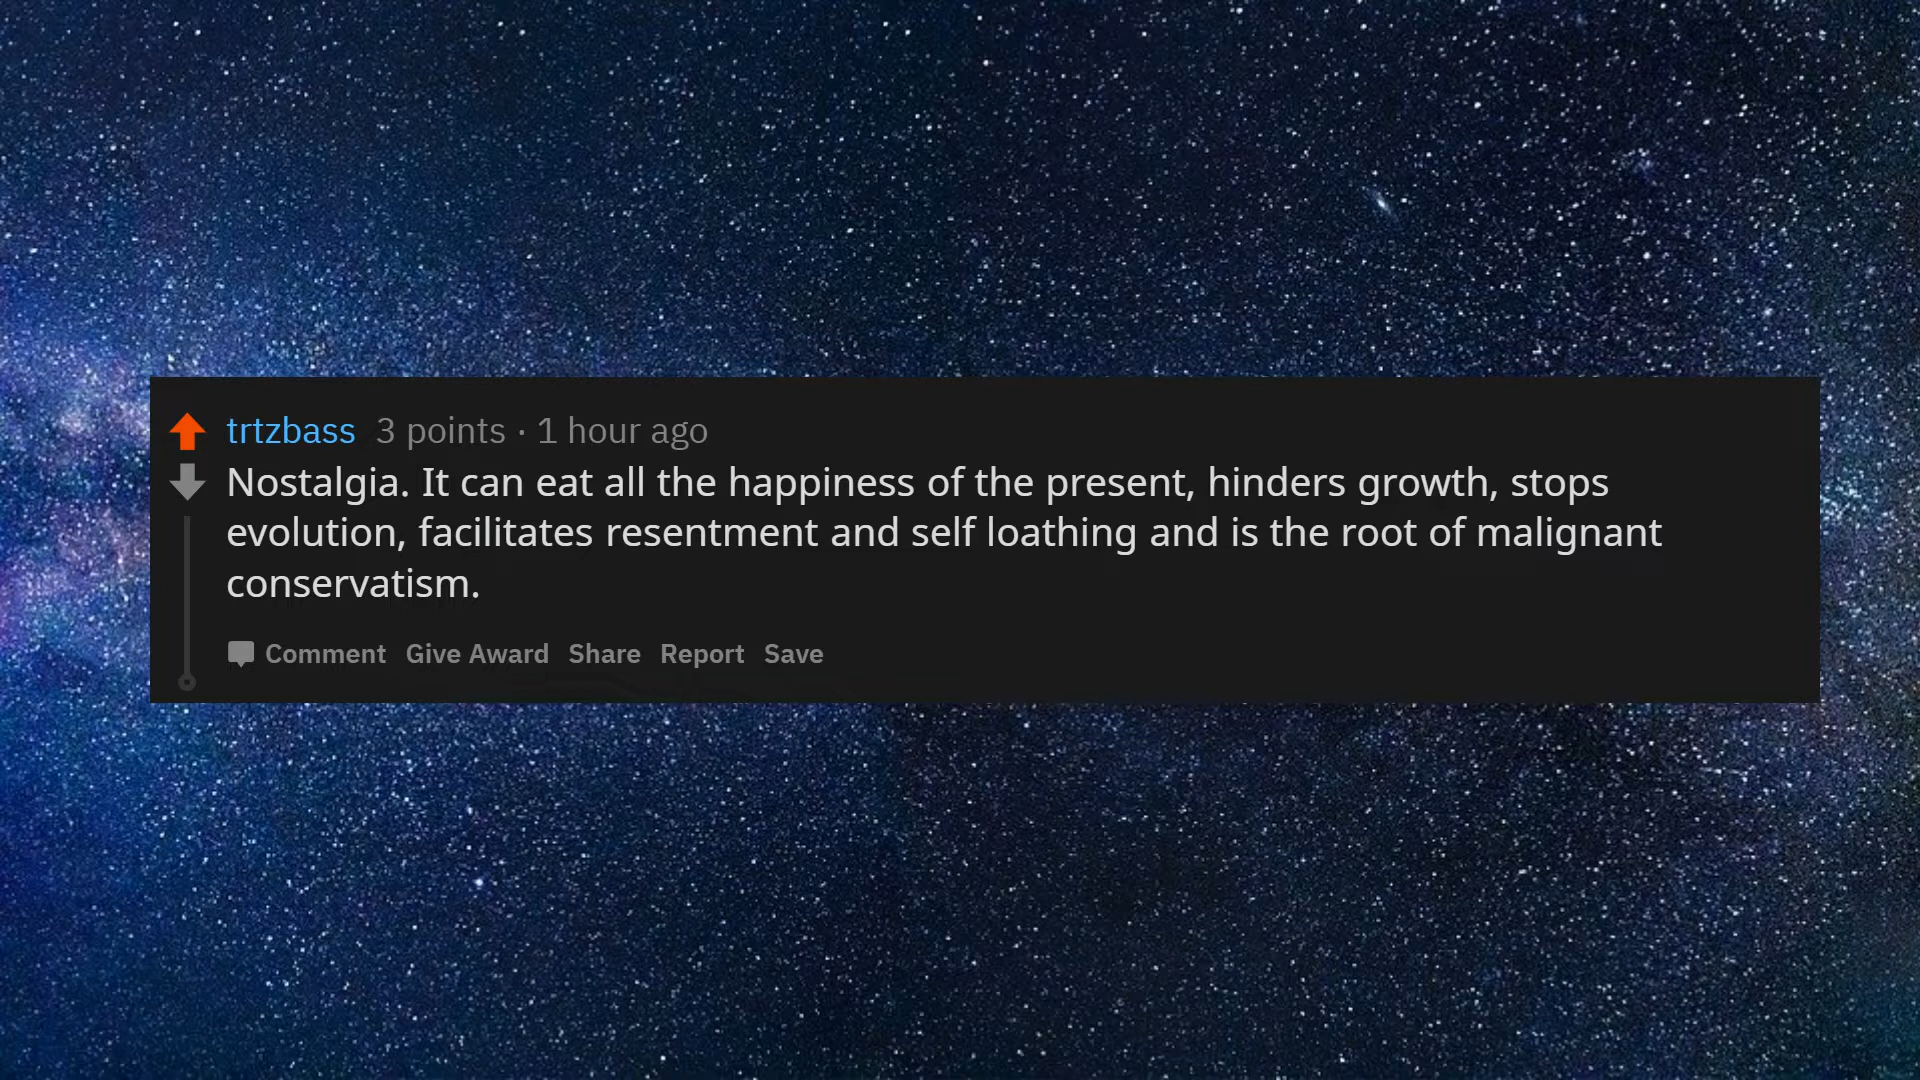 trtzbass 3 points · 1 hour ago
Nostalgia. It can eat all the happiness of the present, hinders growth, stops
evolution, facilitates resentment and self loathing and is the root of malignant
conservatism.
Comment Give Award Share Report Save